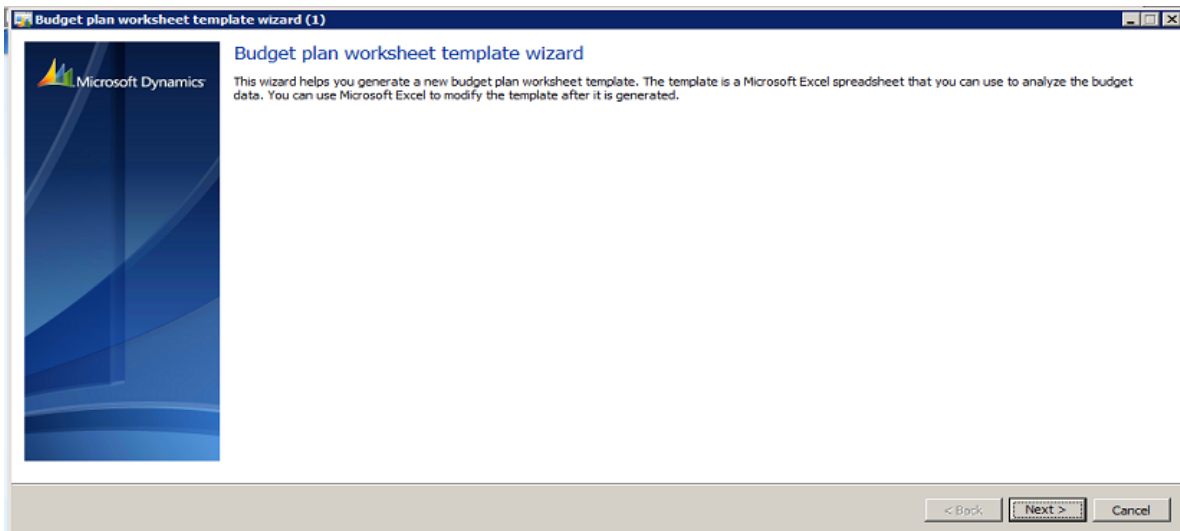 Budget plan worksheet template wizard (1)
Microsoft Dynamics
Budget plan worksheet template wizard
This wizard helps you generate a new budget plan worksheet template. The template is a Microsoft Excel spreadsheet that you can use to analyze the budget
data. You can use Microsoft Excel to modify the template after it is generated.
< Back
Next >
Cancel